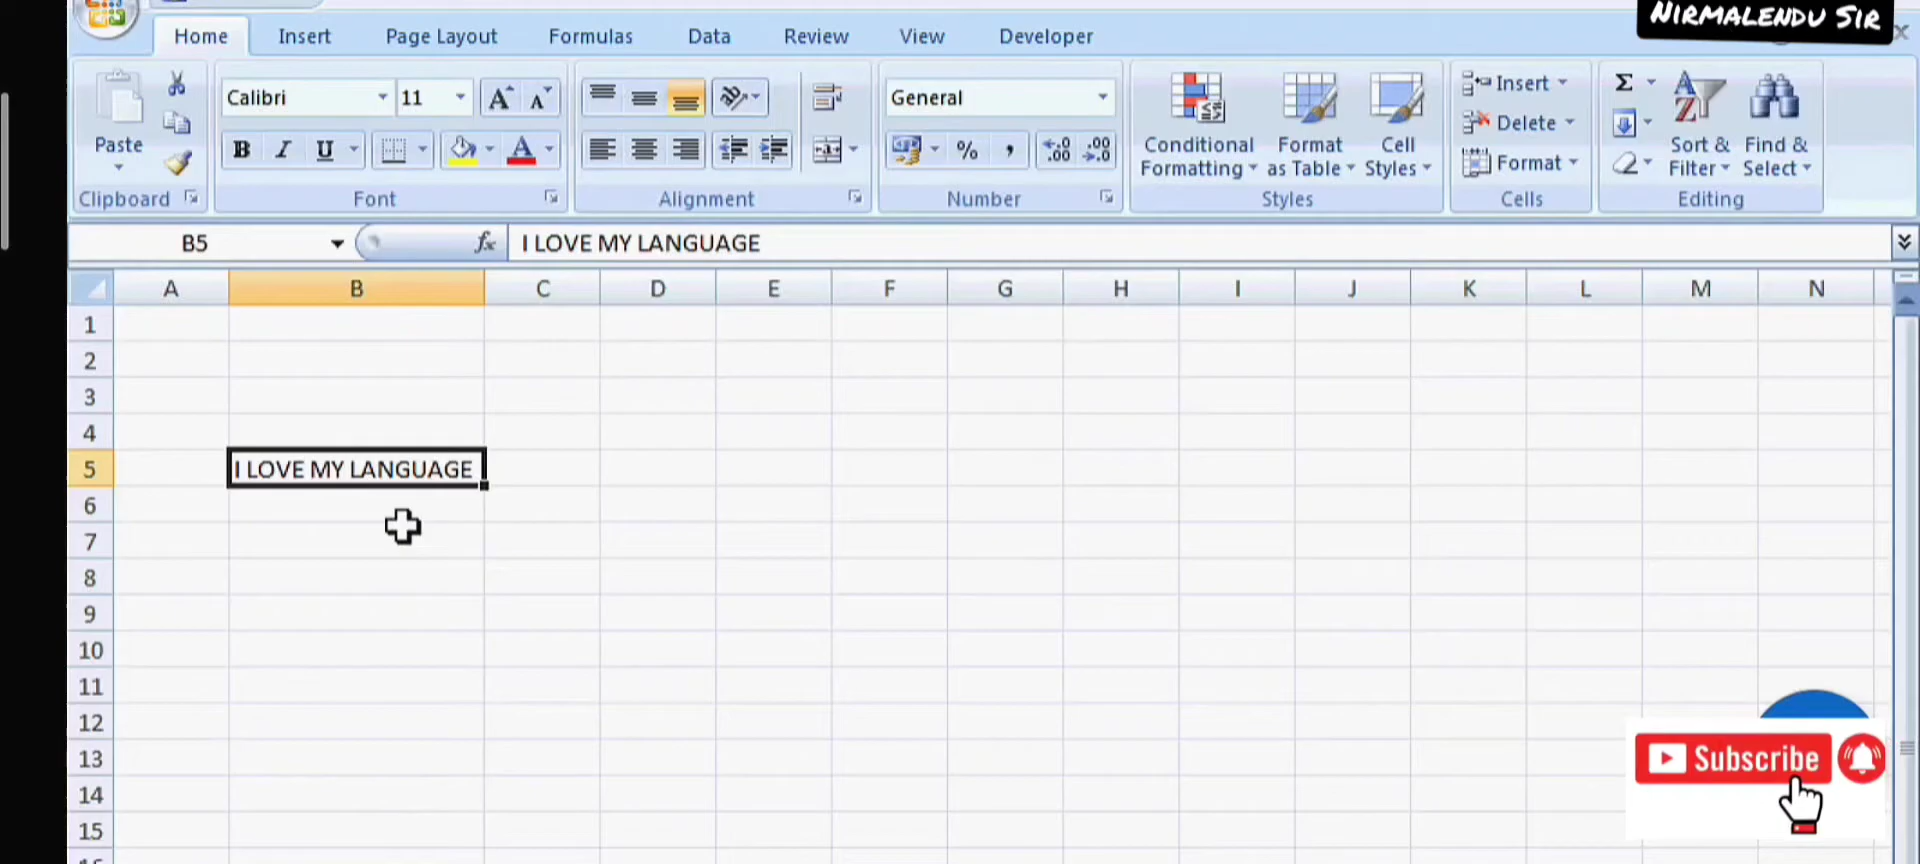 NIRMALENDU SIR
Home Insert Page Layout Formulas Data Review View Developer
Calibri 11 General
Insert
Delete
Format
Paste
B I U A % ,
Conditional Formatting
Format as Table
Cell Styles
Sort & Filter
Find & Select
Clipboard Font Alignment Number Styles Cells Editing
B5 fx I LOVE MY LANGUAGE
A B C D E F G H I J K L M N
1
2
3
4
5 I LOVE MY LANGUAGE
6
7
8
9
10
11
12
13
Subscribe
14
15